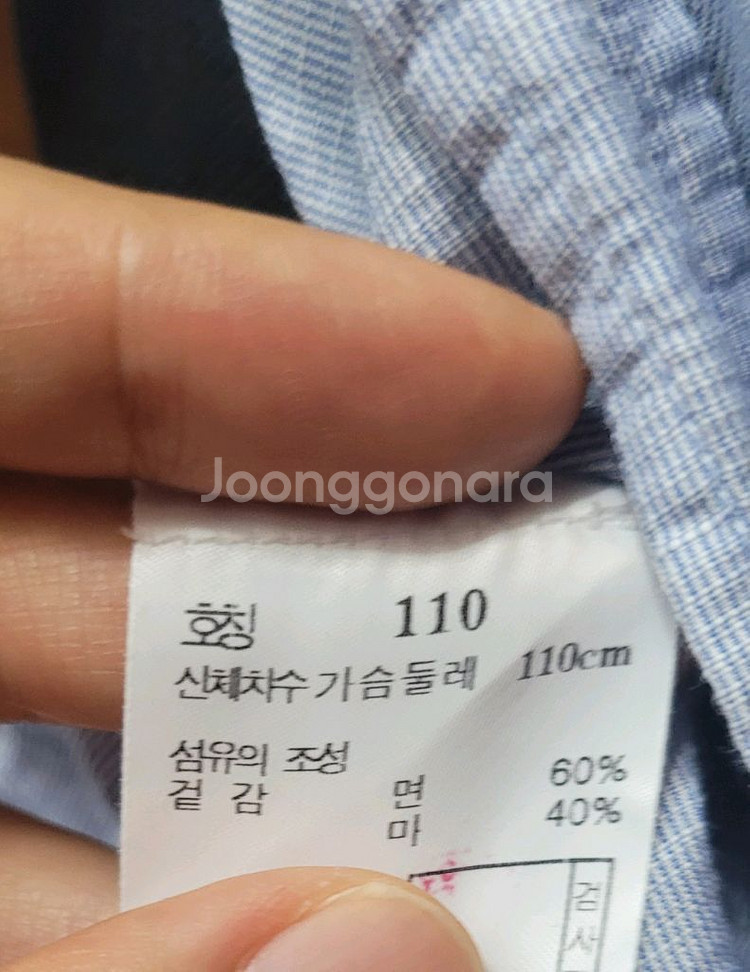 Joonggonara
호칭 110
신체치수 가슴둘레 110cm
섬유의 조성
겉감 면 60%
마 40%
검
사